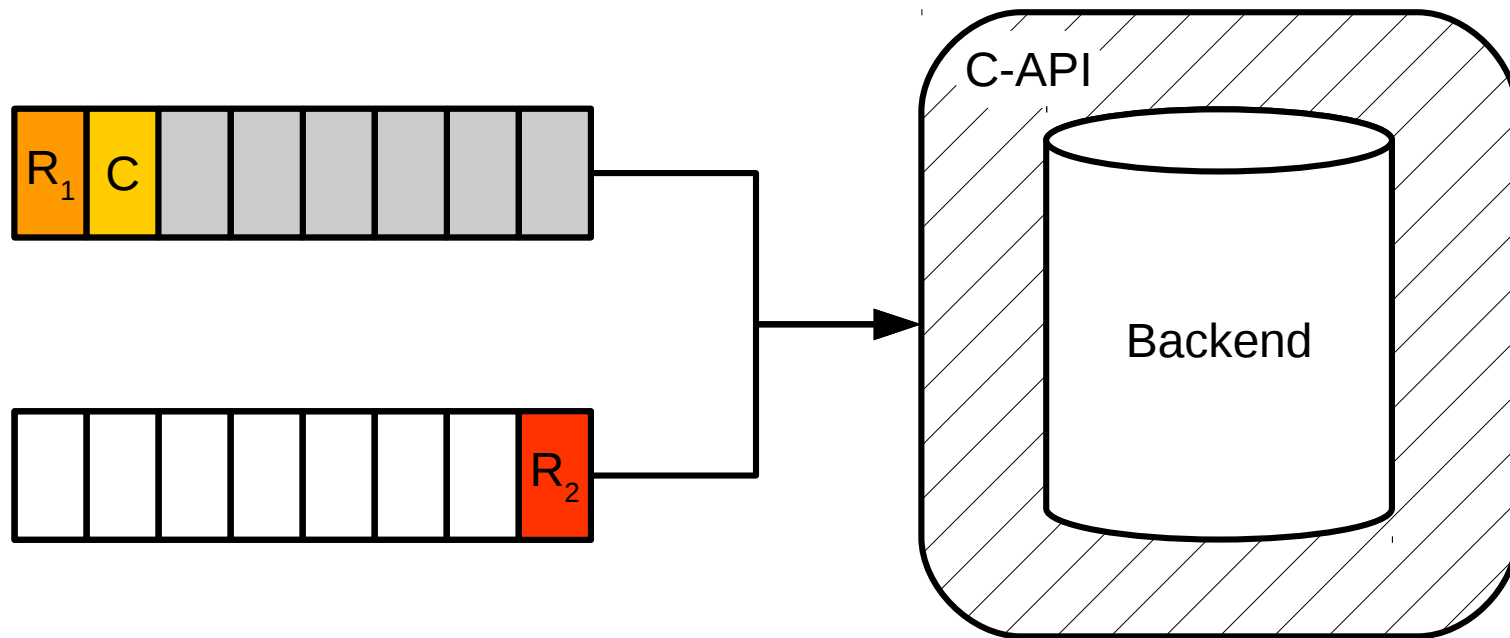 C-API
R₁ C
Backend
R₂